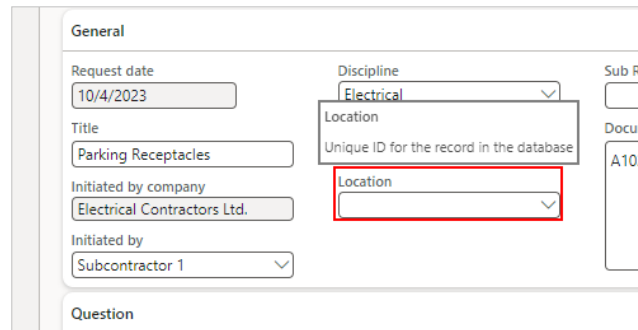 General
Request date
10/4/2023
Discipline
Electrical
Sub R
Location
Unique ID for the record in the database
Title
Parking Receptacles
Docu
A10
Initiated by company
Electrical Contractors Ltd.
Location
Initiated by
Subcontractor 1
Question